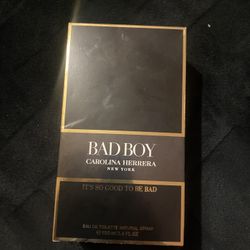 BAD BOY
CAROLINA HERRERA
NEW YORK
IT'S SO GOOD TO BE BAD
EAU DE TOILETTE NATURAL SPRAY